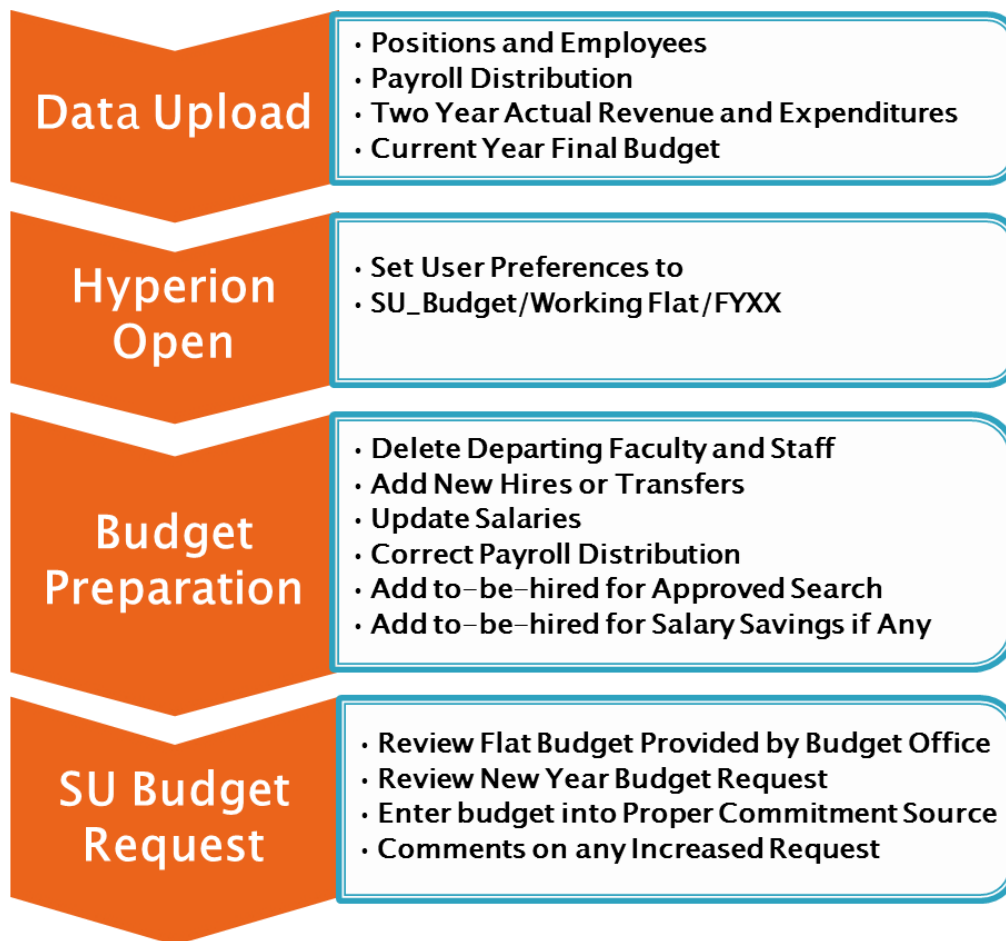 Data Upload
• Positions and Employees
• Payroll Distribution
• Two Year Actual Revenue and Expenditures
• Current Year Final Budget
Hyperion
Open
• Set User Preferences to
• SU_Budget/Working Flat/FYXX
Budget
Preparation
• Delete Departing Faculty and Staff
• Add New Hires or Transfers
• Update Salaries
• Correct Payroll Distribution
• Add to-be-hired for Approved Search
• Add to-be-hired for Salary Savings if Any
SU Budget
Request
• Review Flat Budget Provided by Budget Office
• Review New Year Budget Request
• Enter budget into Proper Commitment Source
• Comments on any Increased Request